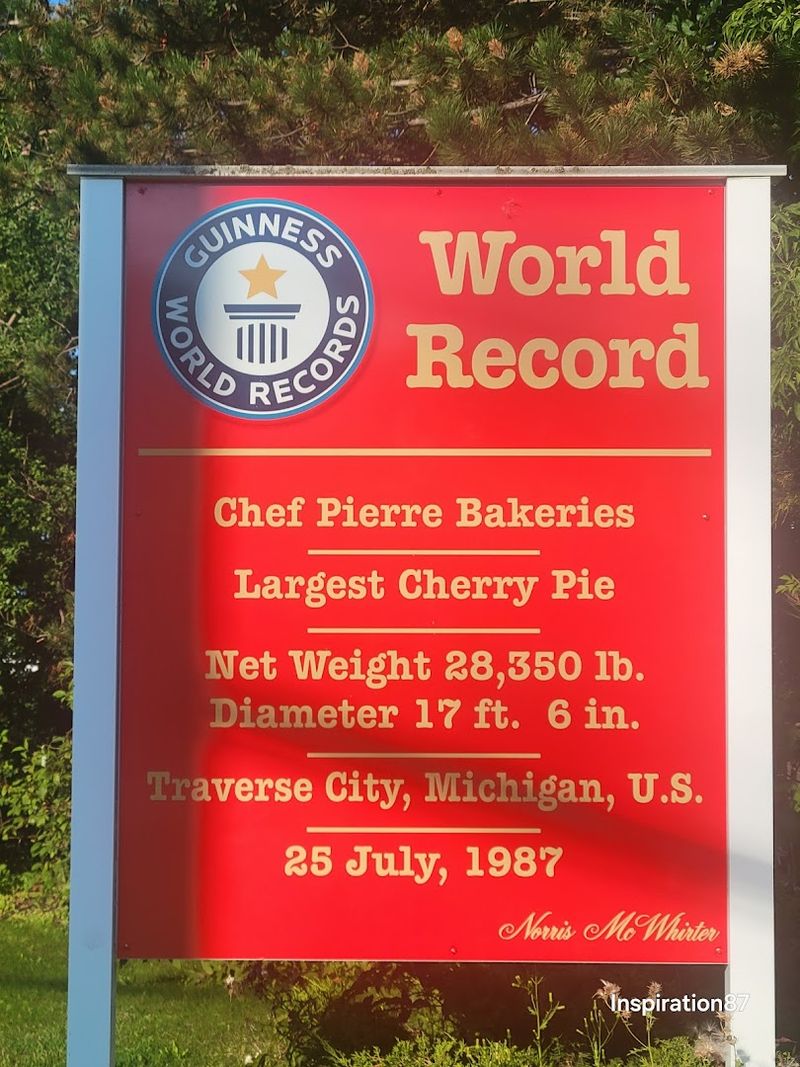 GUINNESS
WORLD RECORDS
World
Record
Chef Pierre Bakeries
Largest Cherry Pie
Net Weight 28,350 lb.
Diameter 17 ft. 6 in.
Traverse City, Michigan, U.S.
25 July, 1987
Norris McWhirter
Inspiration87